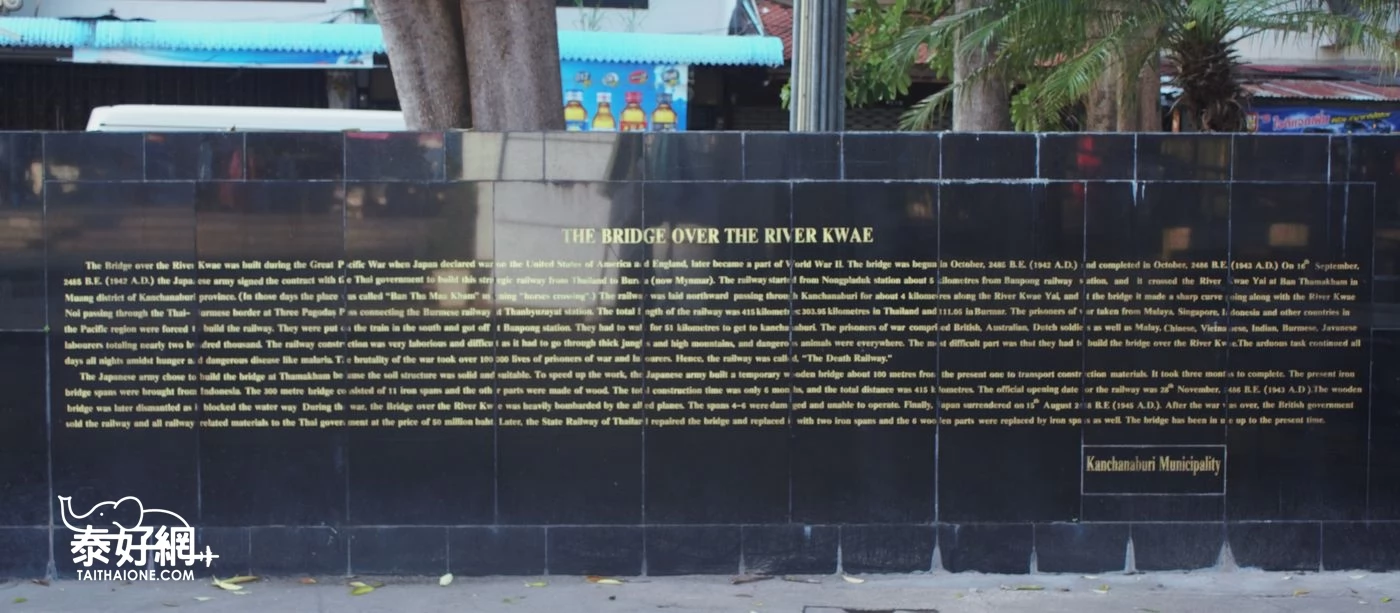 THE BRIDGE OVER THE RIVER KWAE
The Bridge over the River Kwae was built during the Great Pacific War when Japan declared war on the United States of America and England, later became a part of World War II. The bridge was begun in October, 2485 B.E. (1942 A.D.) and completed in October, 2486 B.E. (1943 A.D.) On 16th September,
2485 B.E. (1942 A.D.) the Japanese army signed the contract with the Thai government to build this strategic railway from Thailand to Burma (now Mynmar). The railway started from Nongpladuk station about 5 kilometres from Banpong railway station, and it crossed the River Kwae Yai at Ban Thamakham in
Muang district of Kanchanaburi province. (In those days the place was called "Ban Tha Maa Kham" meaning "horses crossing".) The railway was laid northward passing through Kanchanaburi for about 4 kilometres along the River Kwae Yai, and at the bridge it made a sharp curve going along with the River Kwae
Noi passing through the Thai-Burmese border at Three Pagodas Pass connecting the Burmese railway at Thanbyuzayat station. The total length of the railway was 415 kilometres: 303.95 kilometres in Thailand and 111.05 in Burma. The prisoners of war taken from Malaya, Singapore, Indonesia and other countries in
the Pacific region were forced to build the railway. They were put on the train in the south and got off at Banpong station. They had to walk for 51 kilometres to get to kanchanaburi. The prisoners of war comprised British, Australian, Dutch soldiers as well as Malay, Chinese, Vietnamese, Indian, Burmese, Javanese
labourers totaling nearly two hundred thousand. The railway construction was very laborious and difficult as it had to go through thick jungles and high mountains, and dangerous animals were everywhere. The most difficult part was that they had to build the bridge over the River Kwae.The ardous task continued all
days all nights amidst hunger and dangerous disease like malaria. The brutality of the war took over 100,000 lives of prisoners of war and labourers. Hence, the railway was called, "The Death Railway."
The Japanese army chose to build the bridge at Thamakham because the soil structure was solid and suitable. To speed up the work, the Japanese army built a temporary wooden bridge about 100 metres from the present one to transport construction materials. It took three months to complete. The present iron
bridge spans were brought from Indonesia. The 300 metre bridge consisted of 11 iron spans and the other parts were made of wood. The total construction time was only 6 months, and the total distance was 415 kilometres. The official opening date for the railway was 28th November, 2486 B.E. (1943 A.D).The wooden
bridge was later dismantled as it blocked the water way During the war, the Bridge over the River Kwae was heavily bombarded by the allied planes. The spans 4-6 were damaged and unable to operate. Finally, Japan surrendered on 15th August 2488 B.E (1945 A.D.). After the war was over, the British government
sold the railway and all railway related materials to the Thai government at the price of 50 million baht Later, the State Railway of Thailand repaired the bridge and replaced it with two iron spans and the 6 wooden parts were replaced by iron spans as well. The bridge has been in use up to the present time.
Kanchanaburi Municipality
泰好網
TAITHAIONE.COM